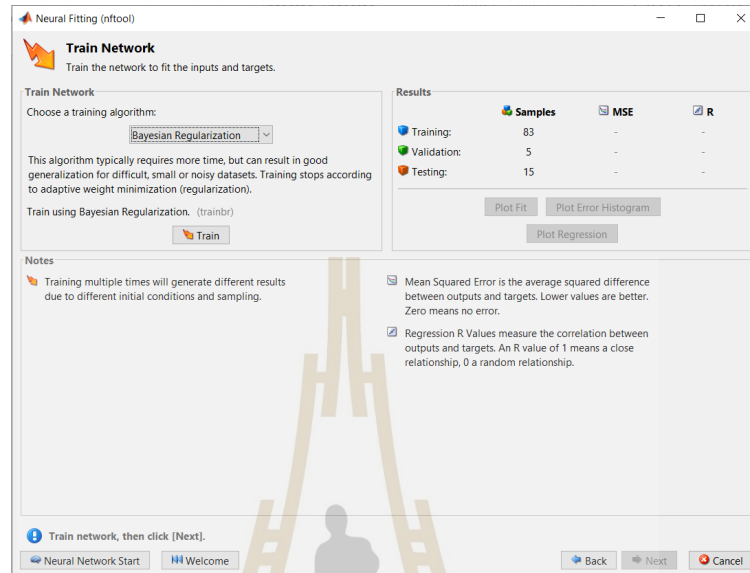 Neural Fitting (nftool)
Train Network
Train the network to fit the inputs and targets.
Train Network
Choose a training algorithm:
Bayesian Regularization
This algorithm typically requires more time, but can result in good
generalization for difficult, small or noisy datasets. Training stops according
to adaptive weight minimization (regularization).
Train using Bayesian Regularization. (trainbr)
Train
Results
Samples MSE R
Training: 83 - -
Validation: 5 - -
Testing: 15 - -
Plot Fit Plot Error Histogram
Plot Regression
Notes
Training multiple times will generate different results
due to different initial conditions and sampling.
Mean Squared Error is the average squared difference
between outputs and targets. Lower values are better.
Zero means no error.
Regression R Values measure the correlation between
outputs and targets. An R value of 1 means a close
relationship, 0 a random relationship.
Train network, then click [Next].
Neural Network Start Welcome Back Next Cancel